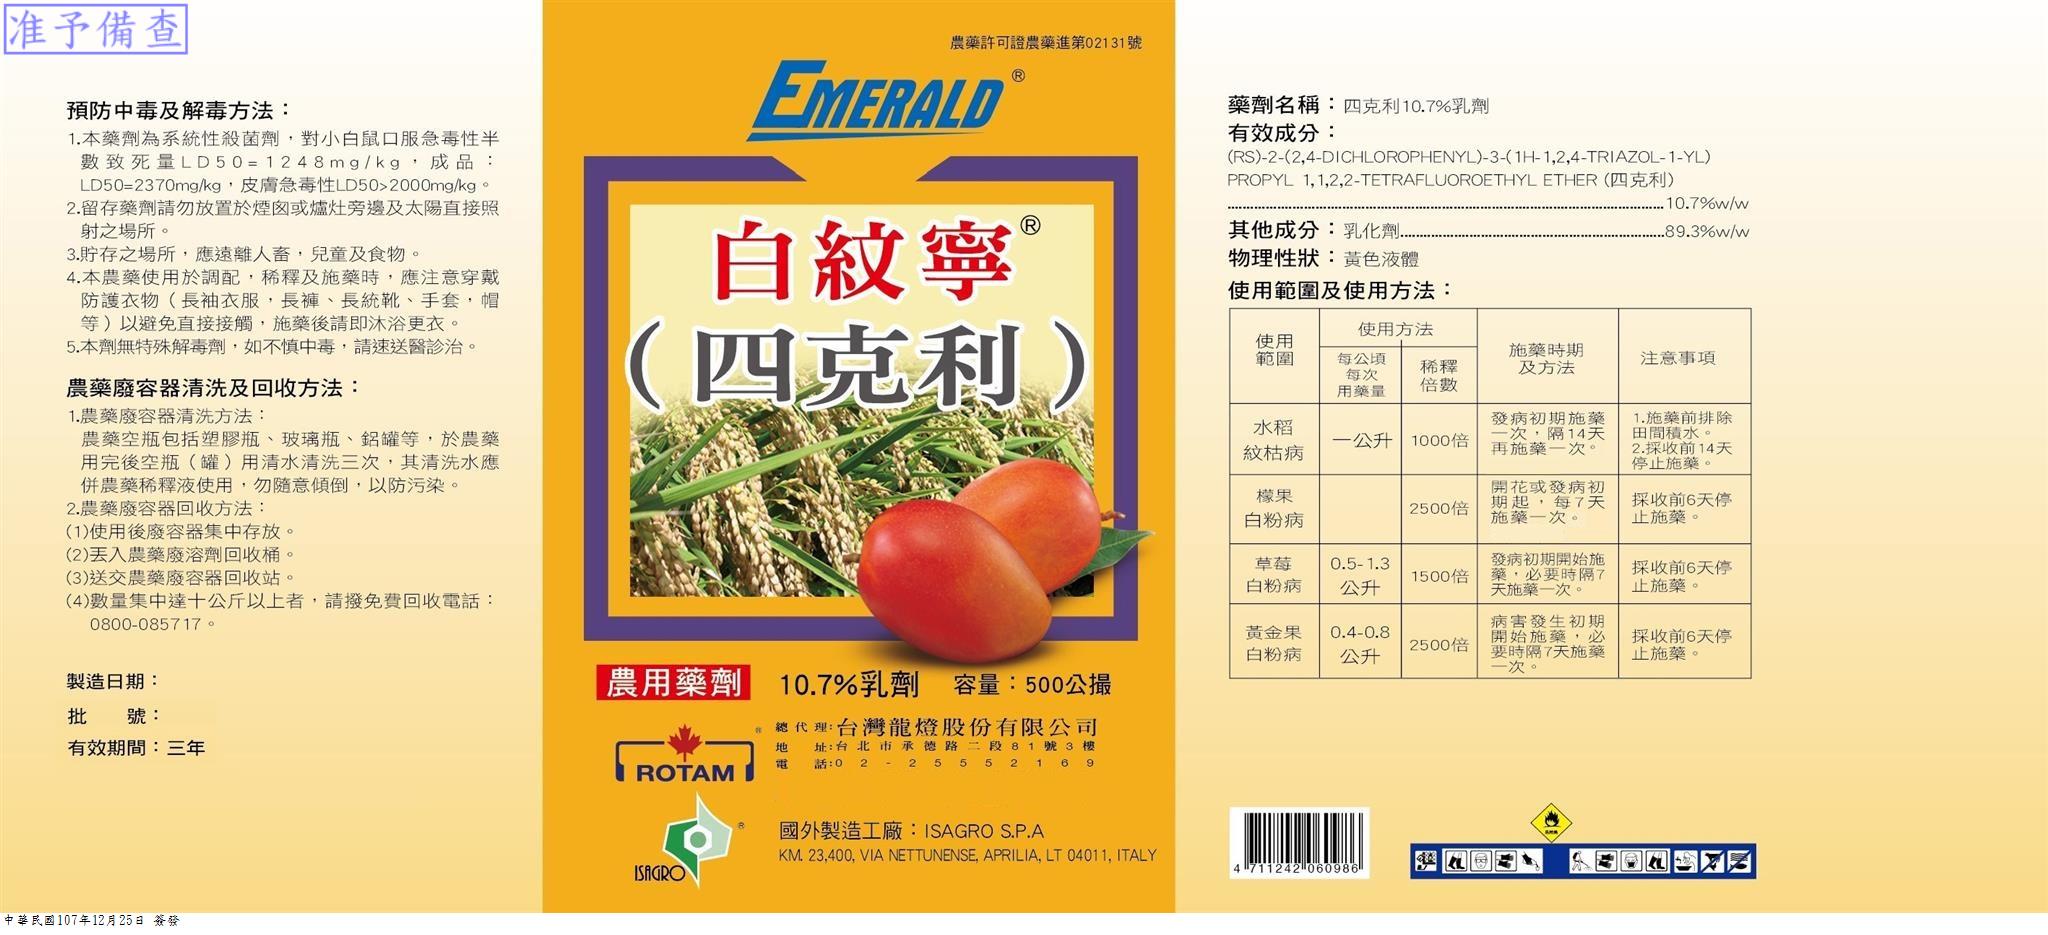 准予備查
預防中毒及解毒方法：
1.本藥劑為系統性殺菌劑，對小白鼠口服急毒性半
數致死量LD50=1248mg/kg，成品：
LD50=2370mg/kg，皮膚急毒性LD50>2000mg/kg。
2.留存藥劑請勿放置於煙囪或爐灶旁邊及太陽直接照
射之場所。
3.貯存之場所，應遠離人畜，兒童及食物。
4.本農藥使用於調配，稀釋及施藥時，應注意穿戴
防護衣物（長袖衣服，長褲、長統靴、手套，帽
等）以避免直接接觸，施藥後請即沐浴更衣。
5.本劑無特殊解毒劑，如不慎中毒，請速送醫診治。
農藥廢容器清洗及回收方法：
1.農藥廢容器清洗方法：
農藥空瓶包括塑膠瓶、玻璃瓶、鋁罐等，於農藥
用完後空瓶（罐）用清水清洗三次，其清洗水應
併農藥稀釋液使用，勿隨意傾倒，以防污染。
2.農藥廢容器回收方法：
(1)使用後廢容器集中存放。
(2)丟入農藥廢溶劑回收桶。
(3)送交農藥廢容器回收站。
(4)數量集中達十公斤以上者，請撥免費回收電話：
0800-085717。
製造日期：
批　　號：
有效期間：三年
農藥許可證農藥進第02131號
EMERALD®
白紋寧®
（四克利）
農用藥劑 10.7%乳劑 容量：500公撮
ROTAM®
總代理:台灣龍燈股份有限公司
地　址:台北市承德路二段81號3樓
電　話:02-25552169
ISAGRO®
國外製造工廠：ISAGRO S.P.A
KM. 23,400, VIA NETTUNENSE, APRILIA, LT 04011, ITALY
藥劑名稱：四克利10.7%乳劑
有效成分：
(RS)-2-(2,4-DICHLOROPHENYL)-3-(1H-1,2,4-TRIAZOL-1-YL)
PROPYL 1,1,2,2-TETRAFLUOROETHYL ETHER (四克利)
........10.7%w/w
其他成分：乳化劑........89.3%w/w
物理性狀：黃色液體
使用範圍及使用方法：
使用
範圍
使用方法
每公頃
每次
用藥量
稀釋
倍數
施藥時期
及方法
注意事項
水稻
紋枯病
一公升
1000倍
發病初期施藥
一次，隔14天
再施藥一次。
1.施藥前排除
田間積水。
2.採收前14天
停止施藥。
檬果
白粉病
2500倍
開花或發病初
期起，每7天
施藥一次。
採收前6天停
止施藥。
草莓
白粉病
0.5-1.3
公升
1500倍
發病初期開始施
藥，必要時隔7
天施藥一次。
採收前6天停
止施藥。
黃金果
白粉病
0.4-0.8
公升
2500倍
病害發生初期
開始施藥，必
要時隔7天施藥
一次。
採收前6天停
止施藥。
4 711242 060986
中華民國107年12月25日 簽發